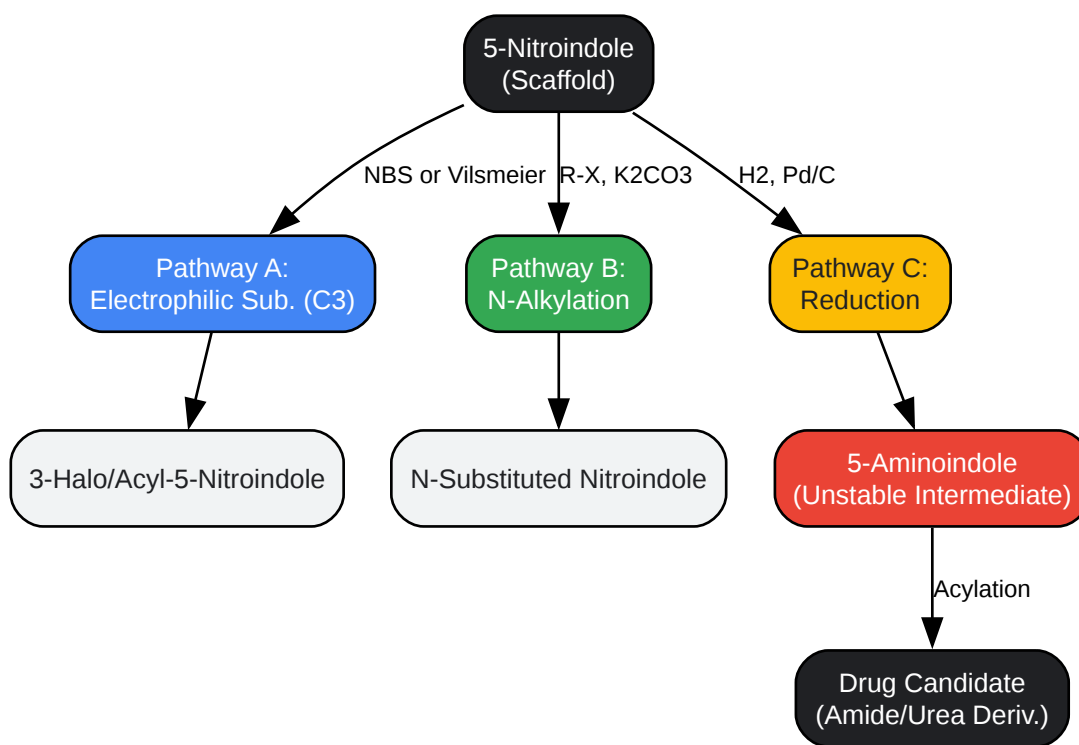 5-Nitroindole
(Scaffold)
NBS or Vilsmeier
R-X, K2CO3
H2, Pd/C
Pathway A:
Electrophilic Sub. (C3)
Pathway B:
N-Alkylation
Pathway C:
Reduction
3-Halo/Acyl-5-Nitroindole
N-Substituted Nitroindole
5-Aminoindole
(Unstable Intermediate)
Acylation
Drug Candidate
(Amide/Urea Deriv.)